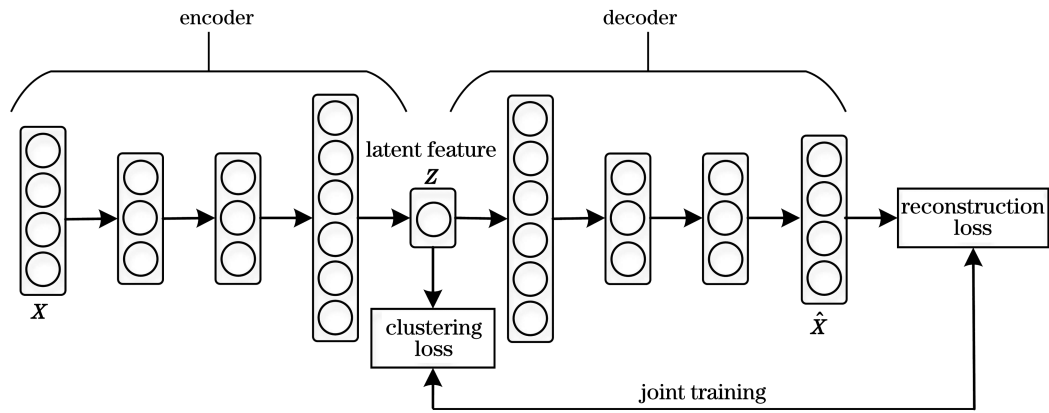 encoder
decoder
latent feature
Z
X
X̂
reconstruction
loss
clustering
loss
joint training